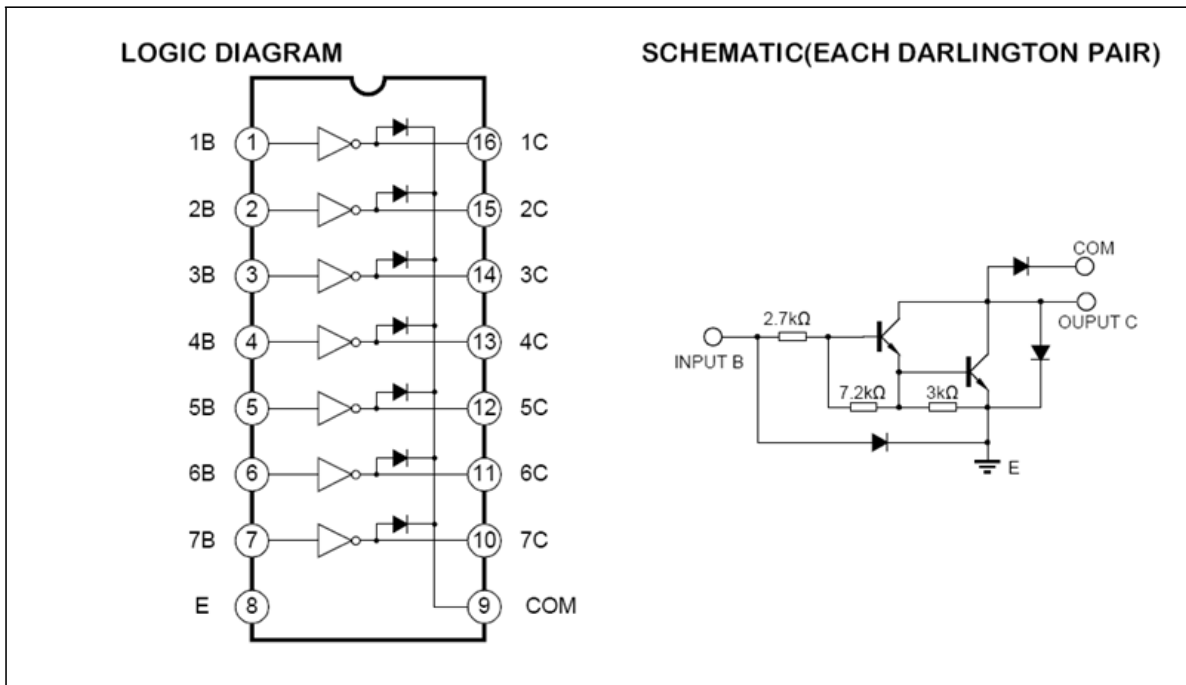 LOGIC DIAGRAM
1B 1 16 1C
2B 2 15 2C
3B 3 14 3C
4B 4 13 4C
5B 5 12 5C
6B 6 11 6C
7B 7 10 7C
E 8 9 COM
SCHEMATIC(EACH DARLINGTON PAIR)
COM
OUPUT C
2.7kΩ
INPUT B
7.2kΩ 3kΩ
E